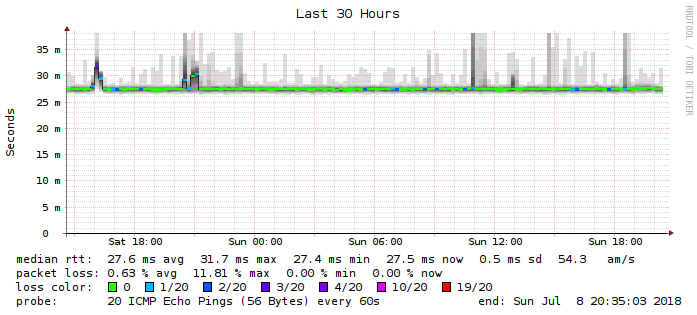 Last 30 Hours
RRDTOOL / TOBI OETIKER
Seconds
35 m
30 m
25 m
20 m
15 m
10 m
5 m
0
Sat 18:00 Sun 00:00 Sun 06:00 Sun 12:00 Sun 18:00
median rtt: 27.6 ms avg 31.7 ms max 27.4 ms min 27.5 ms now 0.5 ms sd 54.3 am/s
packet loss: 0.63 % avg 11.81 % max 0.00 % min 0.00 % now
loss color: 0 1/20 2/20 3/20 4/20 10/20 19/20
probe: 20 ICMP Echo Pings (56 Bytes) every 60s end: Sun Jul 8 20:35:03 2018